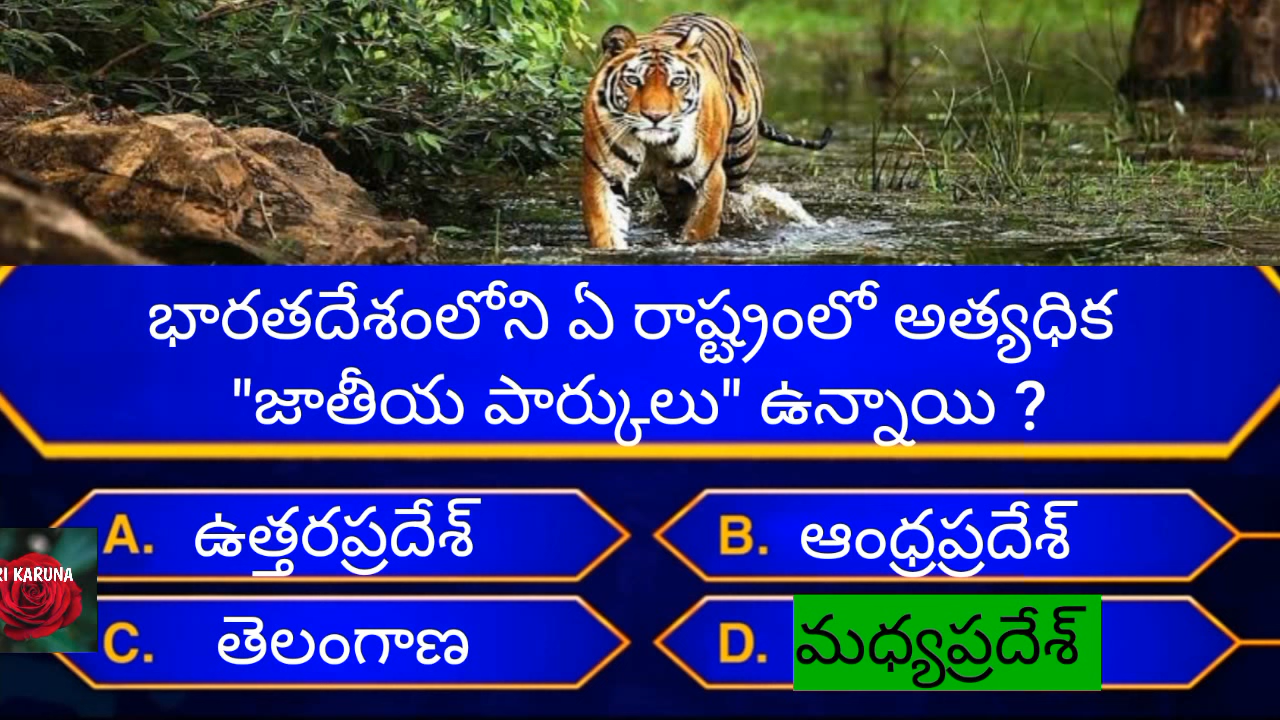 భారతదేశంలోని ఏ రాష్ట్రంలో అత్యధిక
"జాతీయ పార్కులు" ఉన్నాయి ?
A. ఉత్తరప్రదేశ్
B. ఆంధ్రప్రదేశ్
RI KARUNA
C. తెలంగాణ
D. మధ్యప్రదేశ్